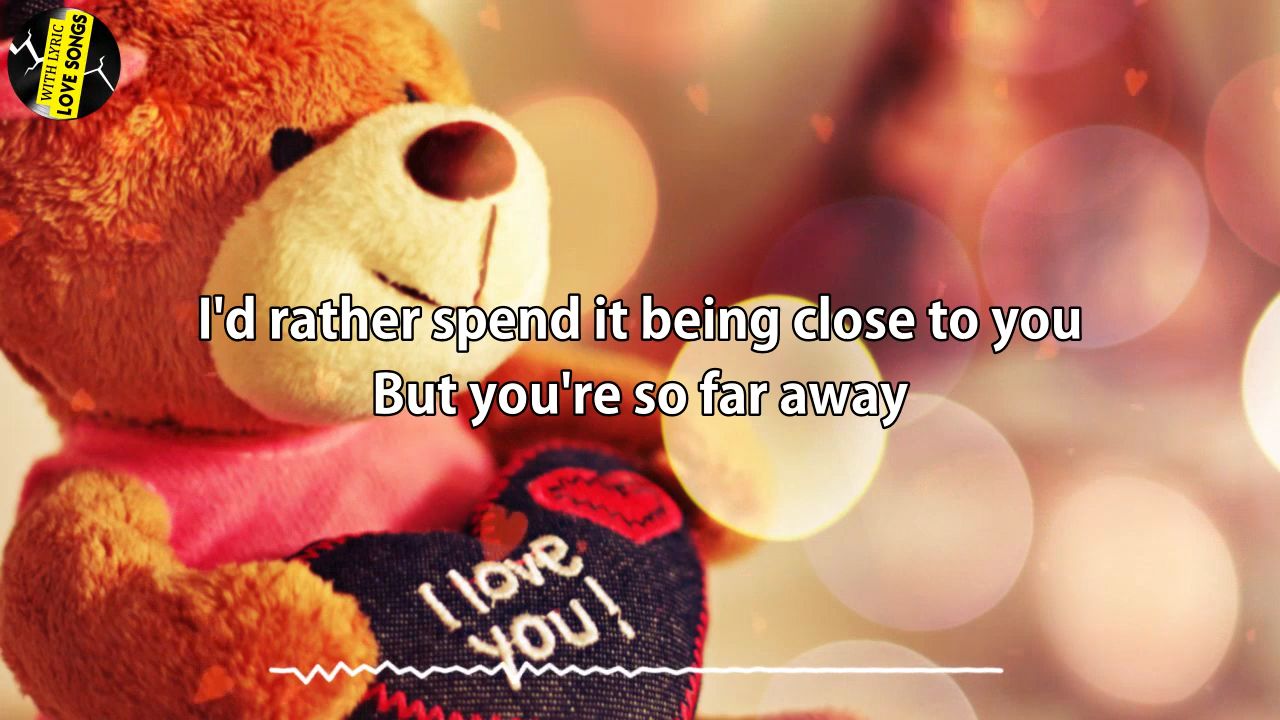 WITH LYRIC
LOVE SONGS
I'd rather spend it being close to you
But you're so far away
I love
you!